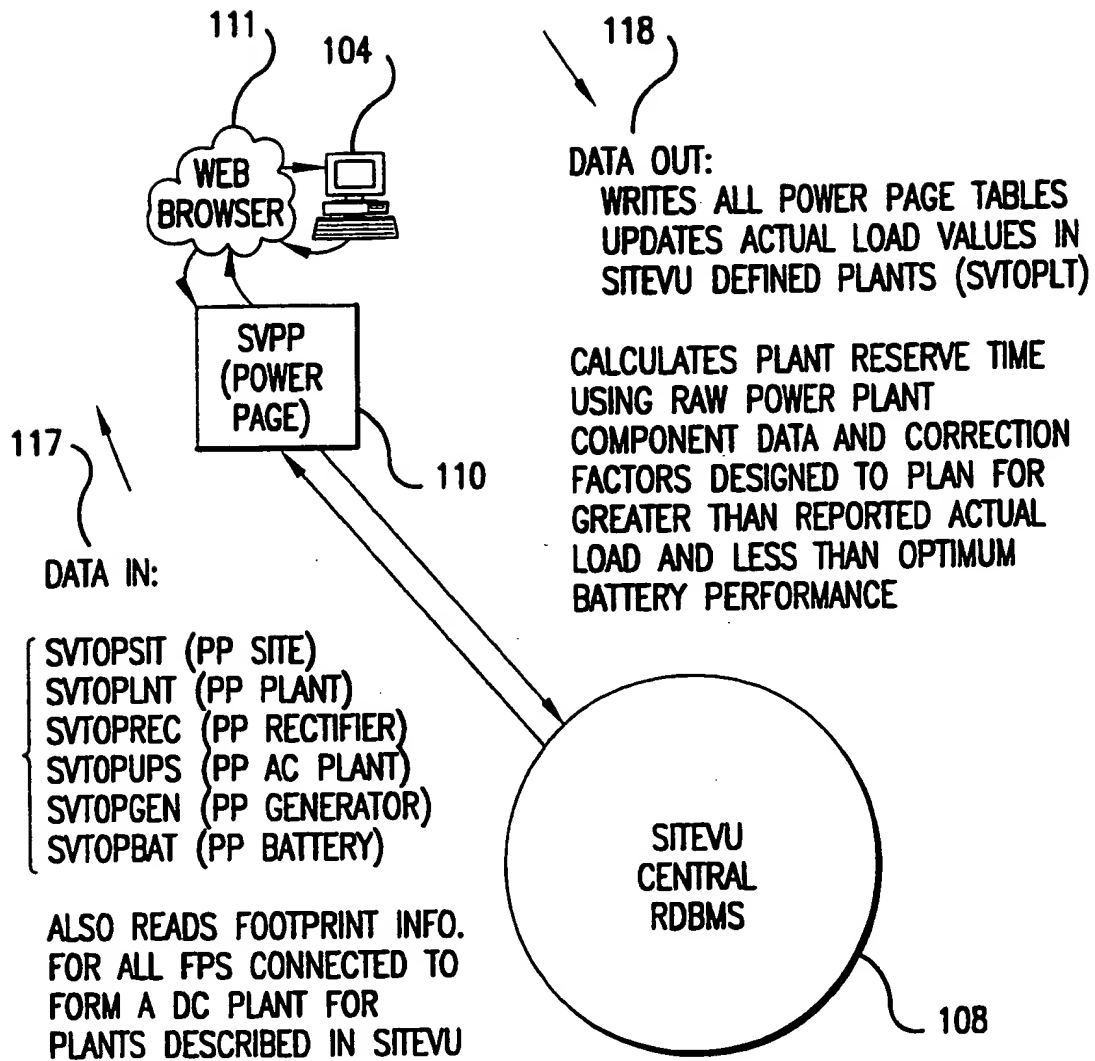 111
104
118
WEB
BROWSER
DATA OUT:
WRITES ALL POWER PAGE TABLES
UPDATES ACTUAL LOAD VALUES IN
SITEVU DEFINED PLANTS (SVTOPLT)
SVPP
(POWER
PAGE)
CALCULATES PLANT RESERVE TIME
USING RAW POWER PLANT
COMPONENT DATA AND CORRECTION
FACTORS DESIGNED TO PLAN FOR
GREATER THAN REPORTED ACTUAL
LOAD AND LESS THAN OPTIMUM
BATTERY PERFORMANCE
117
110
DATA IN:
SVTOPSIT (PP SITE)
SVTOPLNT (PP PLANT)
SVTOPREC (PP RECTIFIER)
SVTOPUPS (PP AC PLANT)
SVTOPGEN (PP GENERATOR)
SVTOPBAT (PP BATTERY)
ALSO READS FOOTPRINT INFO.
FOR ALL FPS CONNECTED TO
FORM A DC PLANT FOR
PLANTS DESCRIBED IN SITEVU
SITEVU
CENTRAL
RDBMS
108